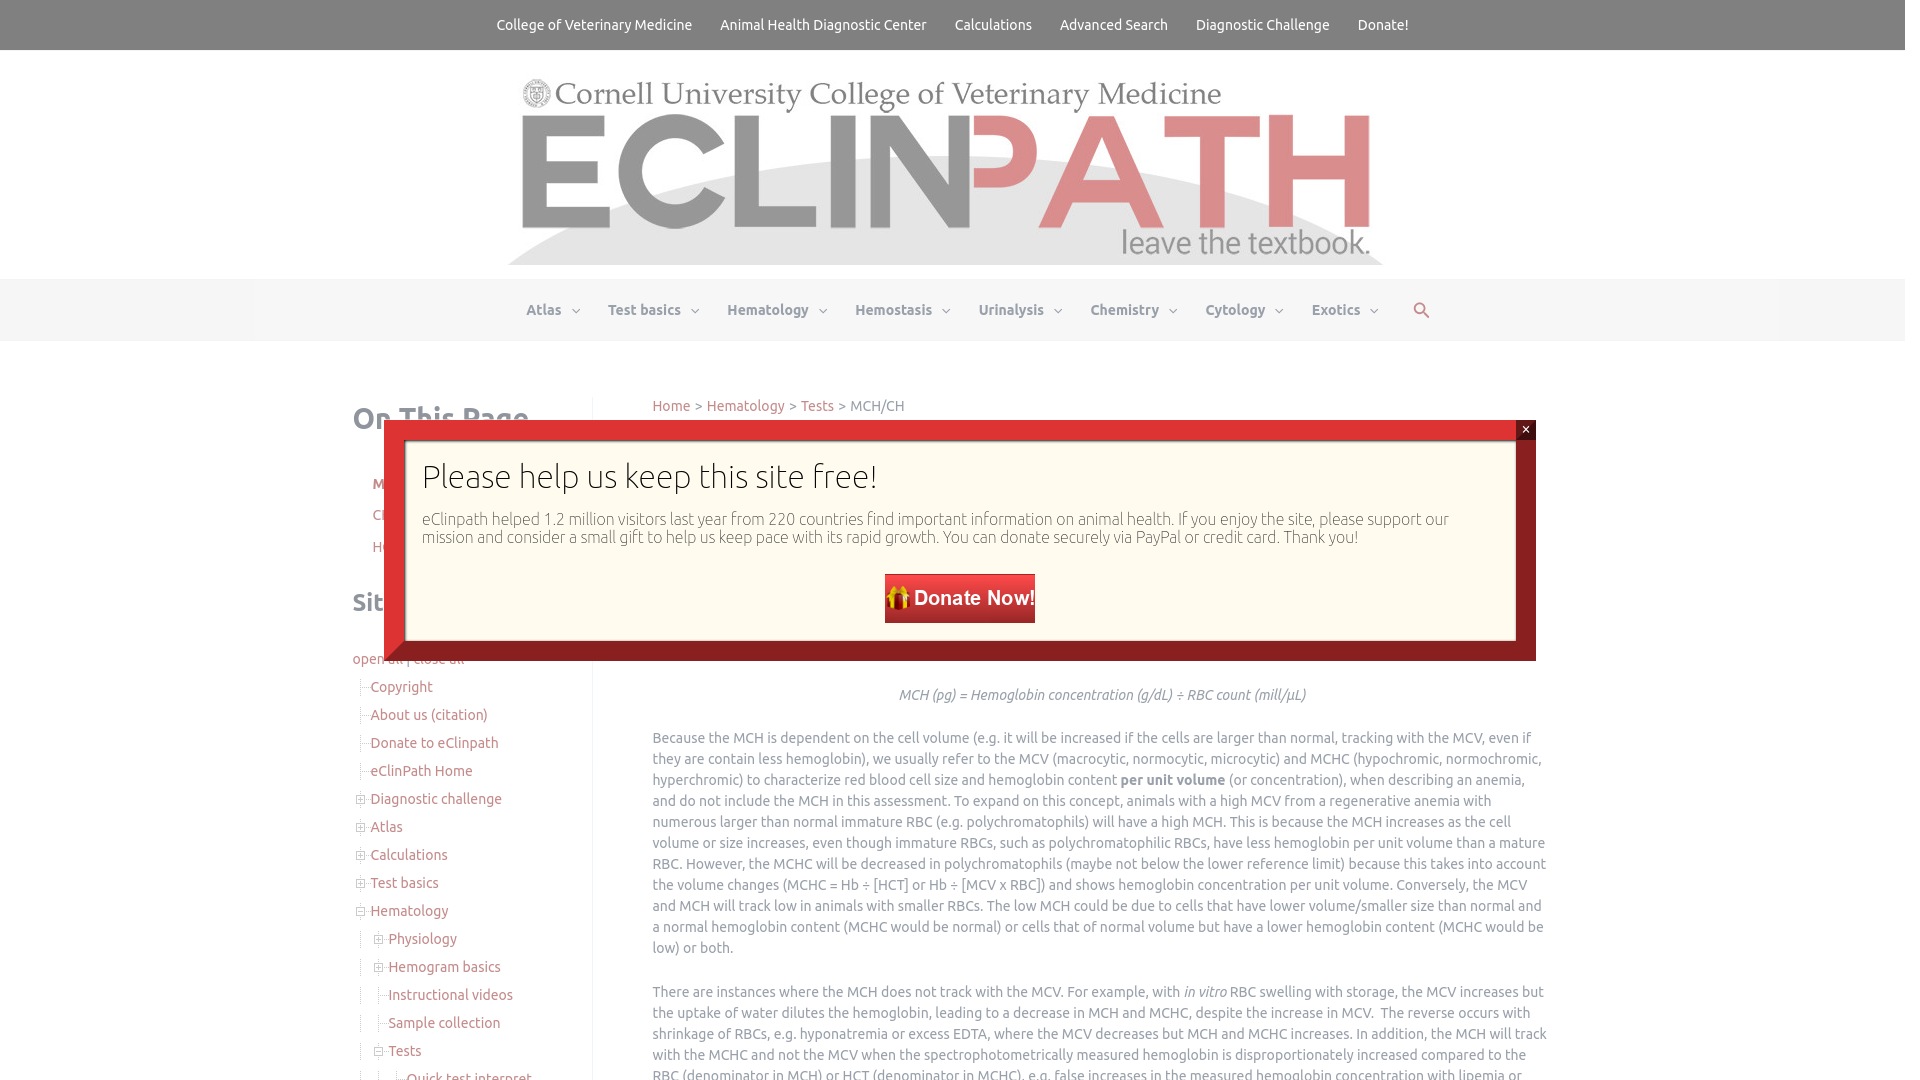 College of Veterinary Medicine Animal Health Diagnostic Center Calculations Advanced Search Diagnostic Challenge Donate!
Cornell University College of Veterinary Medicine
ECLINPATH
leave the textbook.
Atlas Test basics Hematology Hemostasis Urinalysis Chemistry Cytology Exotics
On This Page
Home > Hematology > Tests > MCH/CH
×
Please help us keep this site free!
eClinpath helped 1.2 million visitors last year from 220 countries find important information on animal health. If you enjoy the site, please support our
mission and consider a small gift to help us keep pace with its rapid growth. You can donate securely via PayPal or credit card. Thank you!
Donate Now!
open all | close all
Copyright
About us (citation)
Donate to eClinpath
eClinPath Home
Diagnostic challenge
Atlas
Calculations
Test basics
Hematology
Physiology
Hemogram basics
Instructional videos
Sample collection
Tests
Quick test interpret
MCH (pg) = Hemoglobin concentration (g/dL) ÷ RBC count (mill/µL)
Because the MCH is dependent on the cell volume (e.g. it will be increased if the cells are larger than normal, tracking with the MCV, even if
they are contain less hemoglobin), we usually refer to the MCV (macrocytic, normocytic, microcytic) and MCHC (hypochromic, normochromic,
hyperchromic) to characterize red blood cell size and hemoglobin content per unit volume (or concentration), when describing an anemia,
and do not include the MCH in this assessment. To expand on this concept, animals with a high MCV from a regenerative anemia with
numerous larger than normal immature RBC (e.g. polychromatophils) will have a high MCH. This is because the MCH increases as the cell
volume or size increases, even though immature RBCs, such as polychromatophilic RBCs, have less hemoglobin per unit volume than a mature
RBC. However, the MCHC will be decreased in polychromatophils (maybe not below the lower reference limit) because this takes into account
the volume changes (MCHC = Hb ÷ [HCT] or Hb ÷ [MCV x RBC]) and shows hemoglobin concentration per unit volume. Conversely, the MCV
and MCH will track low in animals with smaller RBCs. The low MCH could be due to cells that have lower volume/smaller size than normal and
a normal hemoglobin content (MCHC would be normal) or cells that of normal volume but have a lower hemoglobin content (MCHC would be
low) or both.
There are instances where the MCH does not track with the MCV. For example, with in vitro RBC swelling with storage, the MCV increases but
the uptake of water dilutes the hemoglobin, leading to a decrease in MCH and MCHC, despite the increase in MCV. The reverse occurs with
shrinkage of RBCs, e.g. hyponatremia or excess EDTA, where the MCV decreases but MCH and MCHC increases. In addition, the MCH will track
with the MCHC and not the MCV when the spectrophotometrically measured hemoglobin is disproportionately increased compared to the
RBC (denominator in MCH) or HCT (denominator in MCHC), e.g. false increases in the measured hemoglobin concentration with lipemia or